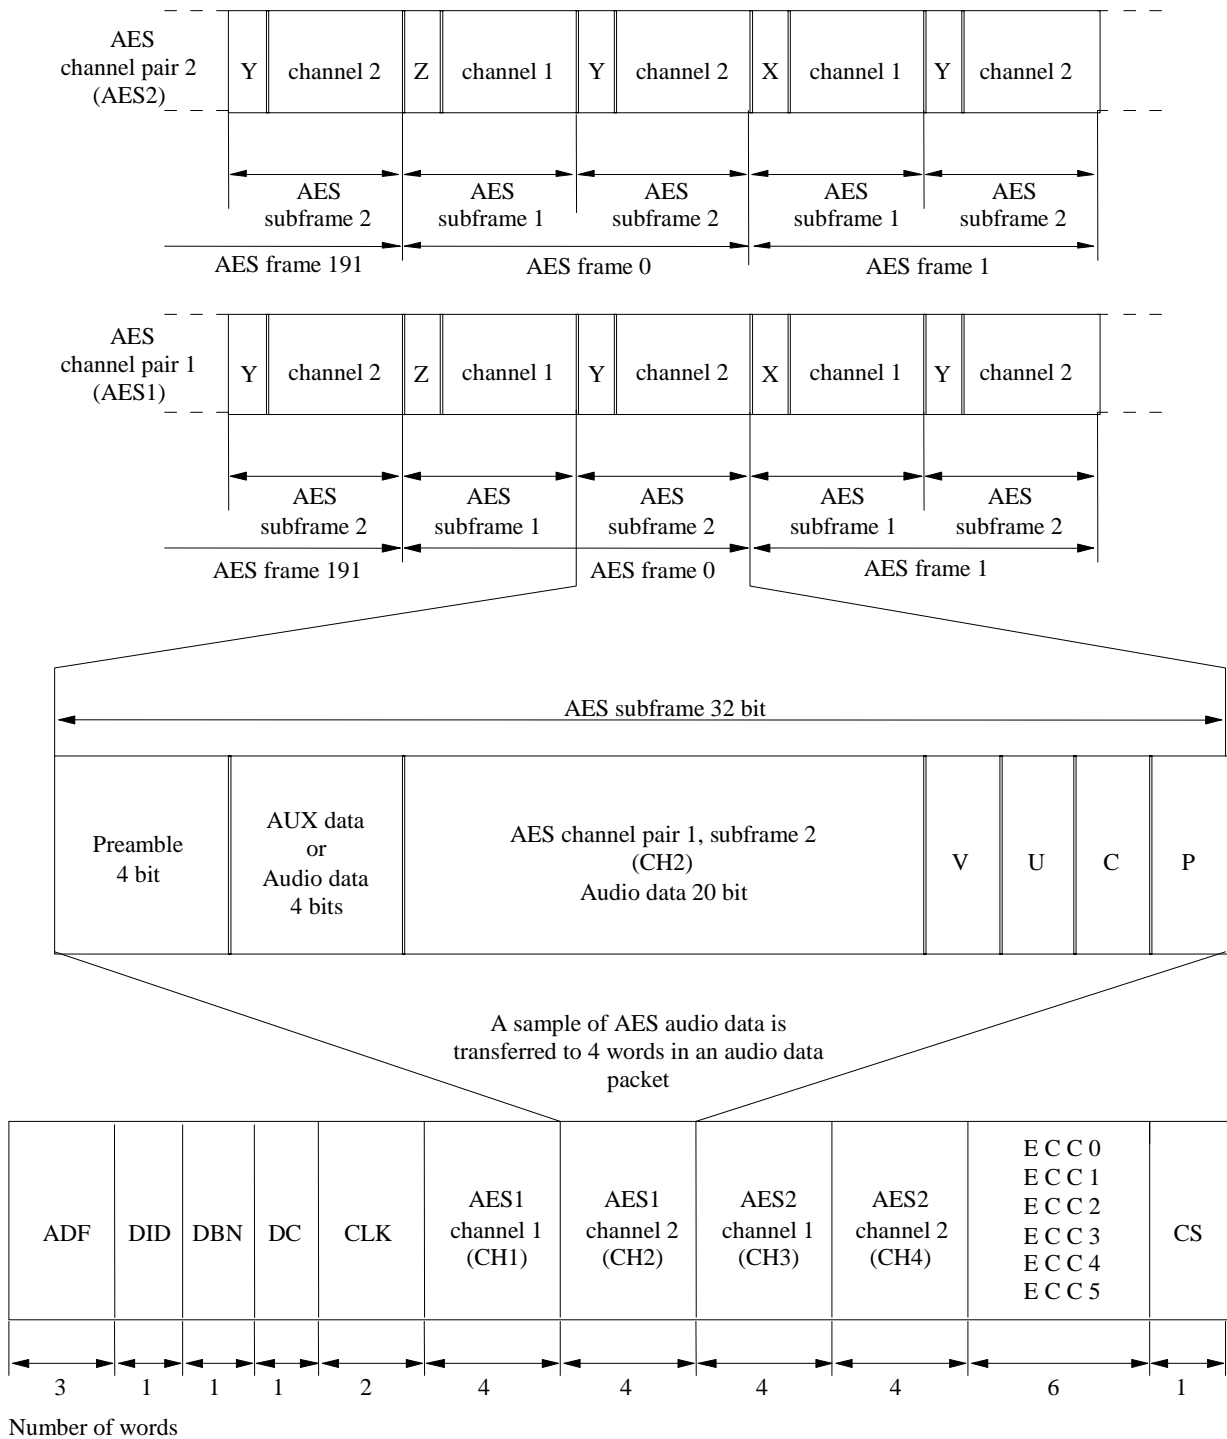 AES
channel pair 2
(AES2)
Y channel 2 Z channel 1 Y channel 2 X channel 1 Y channel 2
AES
subframe 2
AES
subframe 1
AES
subframe 2
AES
subframe 1
AES
subframe 2
AES frame 191 AES frame 0 AES frame 1
AES
channel pair 1
(AES1)
Y channel 2 Z channel 1 Y channel 2 X channel 1 Y channel 2
AES
subframe 2
AES
subframe 1
AES
subframe 2
AES
subframe 1
AES
subframe 2
AES frame 191 AES frame 0 AES frame 1
AES subframe 32 bit
Preamble
4 bit
AUX data
or
Audio data
4 bits
AES channel pair 1, subframe 2
(CH2)
Audio data 20 bit
V U C P
A sample of AES audio data is
transferred to 4 words in an audio data
packet
ADF DID DBN DC CLK
AES1
channel 1
(CH1)
AES1
channel 2
(CH2)
AES2
channel 1
(CH3)
AES2
channel 2
(CH4)
E C C 0
E C C 1
E C C 2
E C C 3
E C C 4
E C C 5
CS
3 1 1 1 2 4 4 4 4 6 1
Number of words